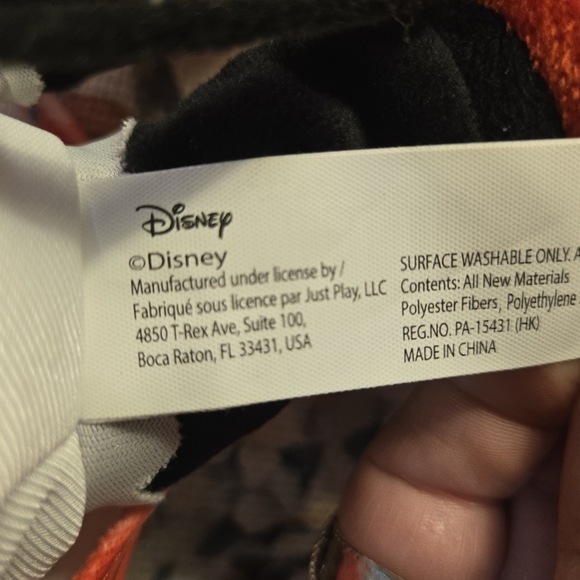 Disney
©Disney
Manufactured under license by /
Fabriqué sous licence par Just Play, LLC
4850 T-Rex Ave, Suite 100,
Boca Raton, FL 33431, USA
SURFACE WASHABLE ONLY.
Contents: All New Materials
Polyester Fibers, Polyethylene
REG.NO. PA-15431 (HK)
MADE IN CHINA